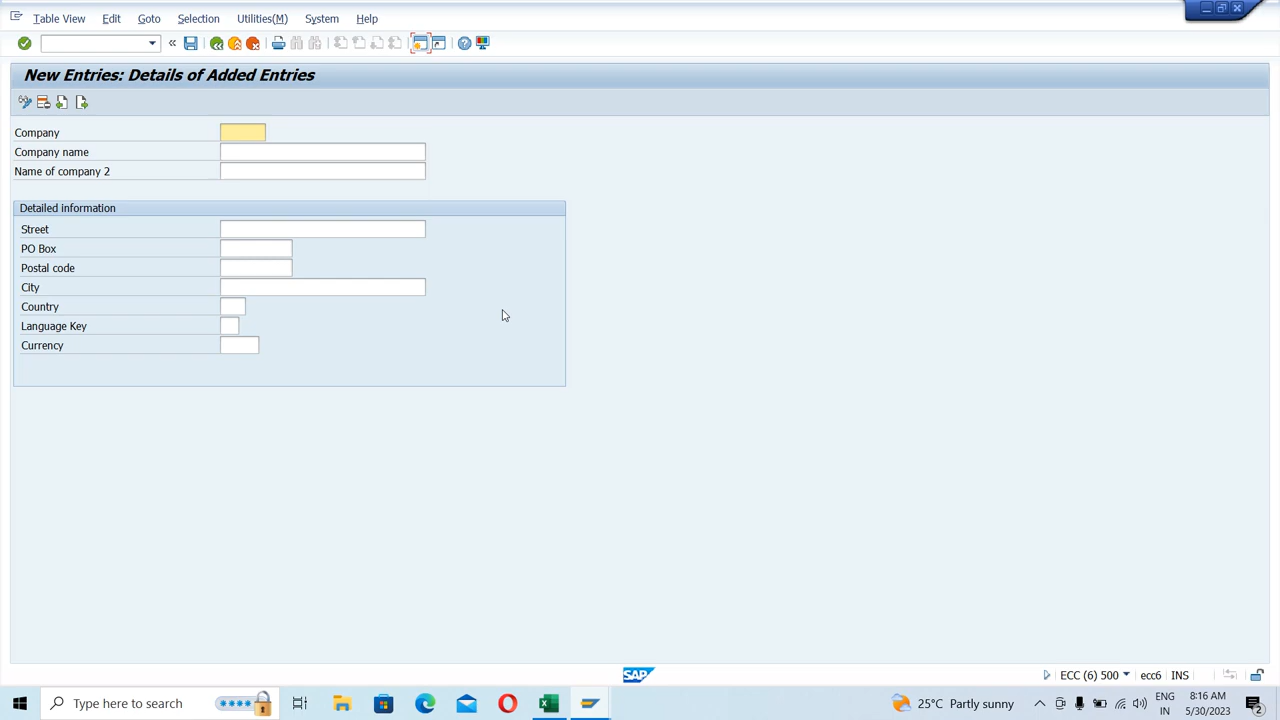 Table View Edit Goto Selection Utilities(M) System Help
New Entries: Details of Added Entries
Company
Company name
Name of company 2
Detailed information
Street
PO Box
Postal code
City
Country
Language Key
Currency
SAP
ECC (6) 500 ecc6 INS
Type here to search
25°C Partly sunny
ENG
IN
8:16 AM
5/30/2023
2